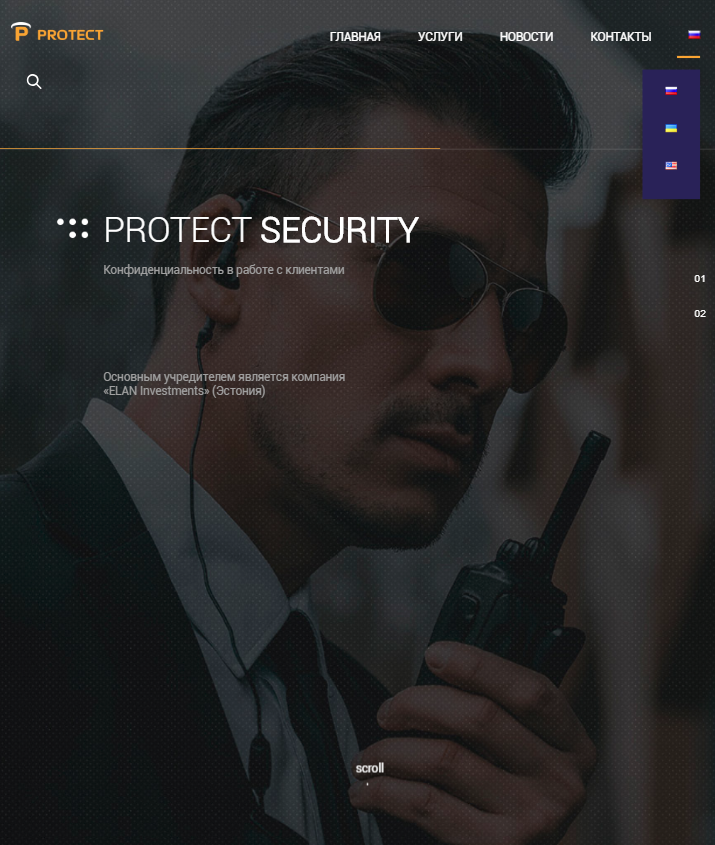 PROTECT
ГЛАВНАЯ УСЛУГИ НОВОСТИ КОНТАКТЫ
PROTECT SECURITY
Конфиденциальность в работе с клиентами
01
02
Основным учредителем является компания
«ELAN Investments» (Эстония)
scroll